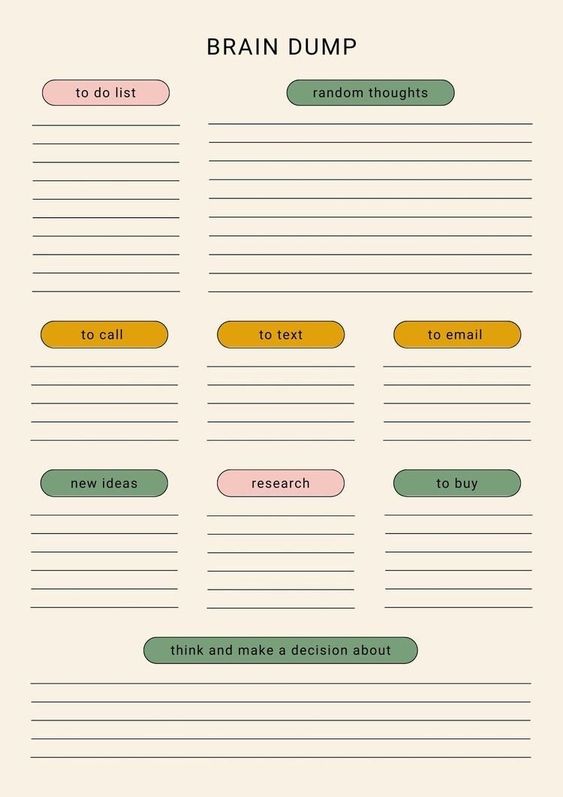 BRAIN DUMP
to do list
random thoughts
to call
to text
to email
new ideas
research
to buy
think and make a decision about